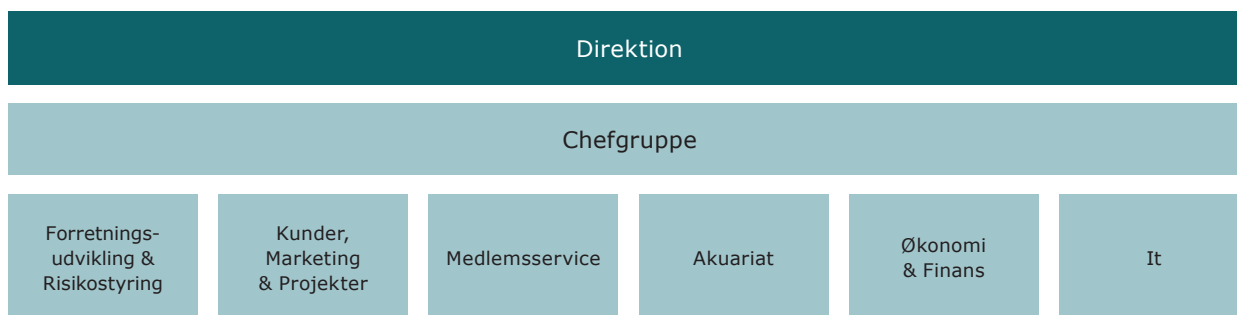 Direktion
Chefgruppe
Forretnings-
udvikling &
Risikostyring
Kunder,
Marketing
& Projekter
Medlemsservice
Akuariat
Økonomi
& Finans
It